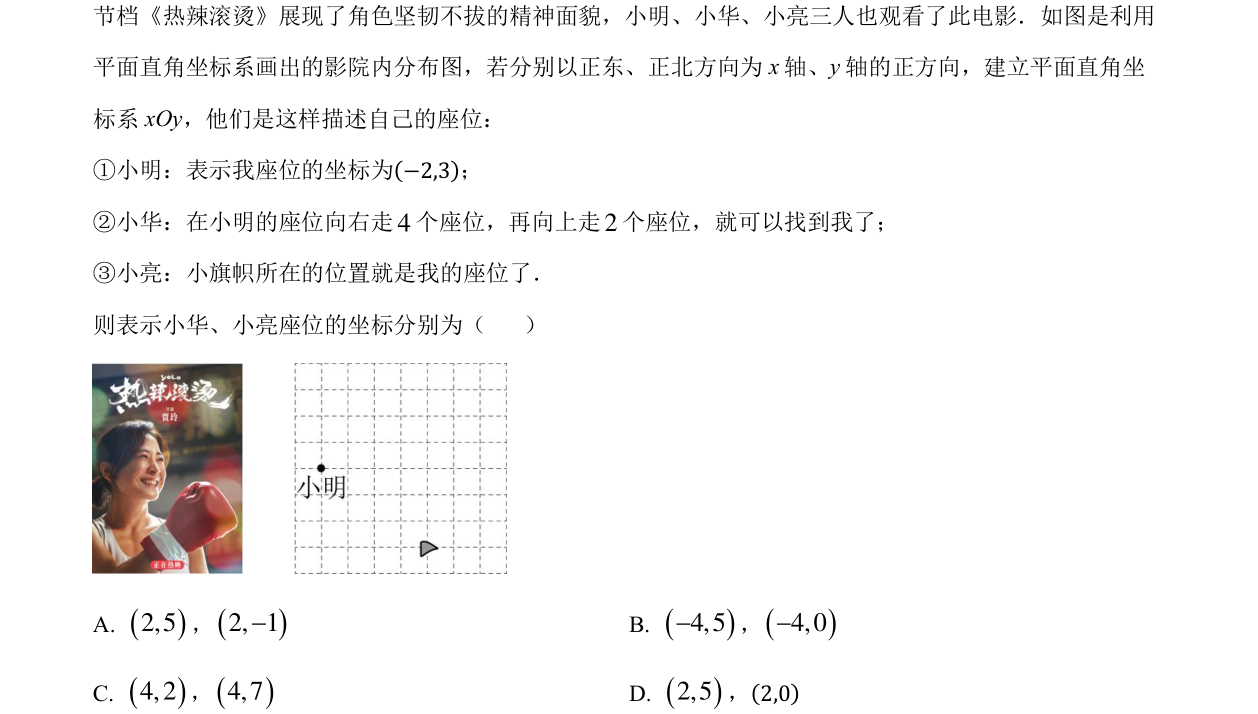 节档《热辣滚烫》展现了角色坚韧不拔的精神面貌，小明、小华、小亮三人也观看了此电影．如图是利用
平面直角坐标系画出的影院内分布图，若分别以正东、正北方向为 x 轴、y 轴的正方向，建立平面直角坐
标系 xOy，他们是这样描述自己的座位：
①小明：表示我座位的坐标为(−2,3)；
②小华：在小明的座位向右走 4 个座位，再向上走 2 个座位，就可以找到我了；
③小亮：小旗帜所在的位置就是我的座位了．
则表示小华、小亮座位的坐标分别为（　　）
YOLO
热辣滚烫
贾玲
正在热映
小明
A. (2,5)，(2,−1)
B. (−4,5)，(−4,0)
C. (4,2)，(4,7)
D. (2,5)，(2,0)